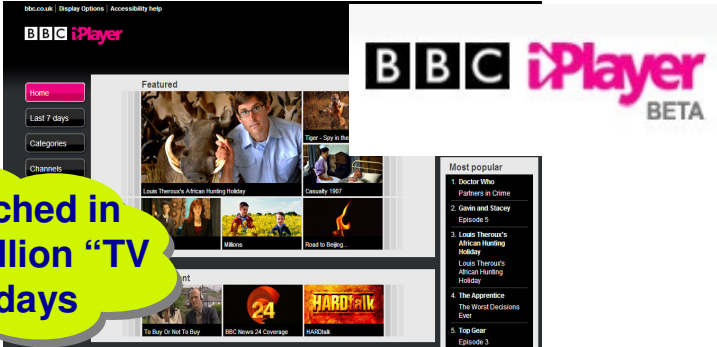 bbc.co.uk | Display Options | Accessibility help
BBC iPlayer
BBC iPlayer
BETA
Home
Last 7 days
Categories
Channels
Featured
Louis Theroux's African Hunting Holiday
Tiger - Spy in the
Casualty 1907
Millions
Road to Beijing...
To Buy Or Not To Buy
24
BBC News 24 Coverage
HARDtalk
HARDtalk
Most popular
1. Doctor Who
Partners in Crime
2. Gavin and Stacey
Episode 5
3. Louis Theroux's
African Hunting
Holiday
Louis Theroux's
African Hunting
Holiday
4. The Apprentice
The Worst Decisions
Ever
5. Top Gear
Episode 3
ched in
llion “TV
days